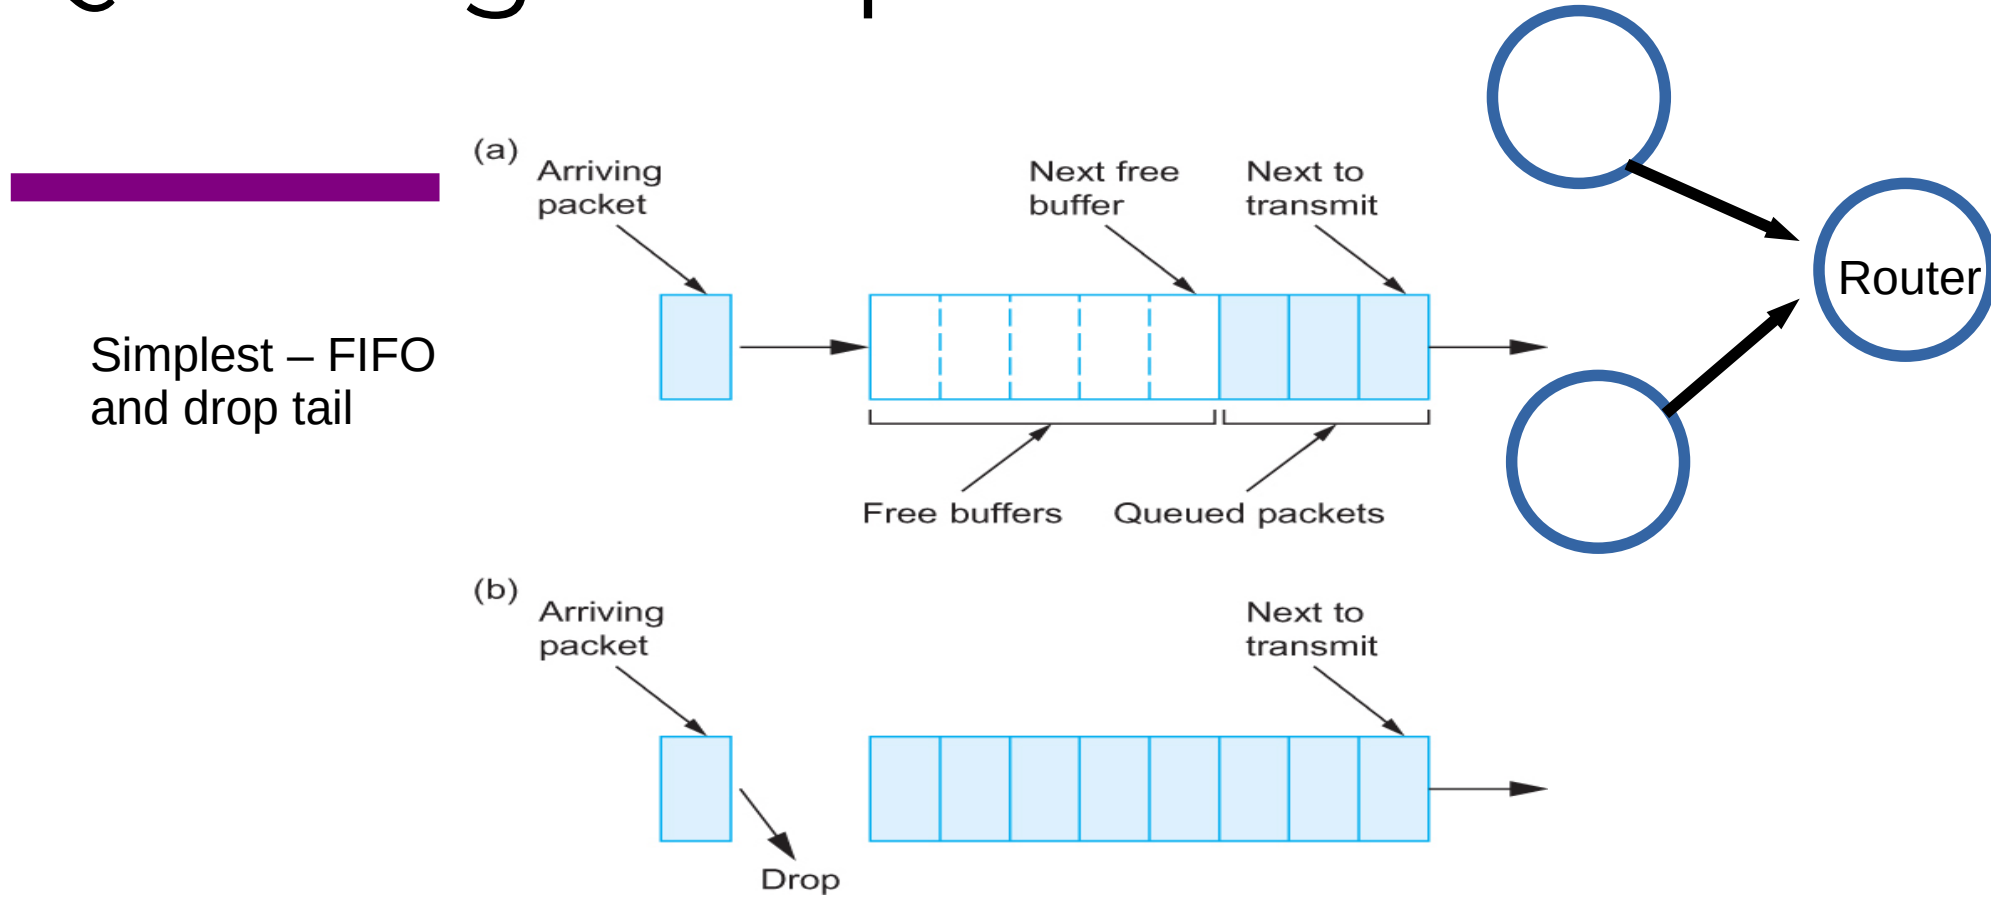 Simplest – FIFO
and drop tail
(a)
Arriving
packet
Next free
buffer
Next to
transmit
Free buffers
Queued packets
Router
(b)
Arriving
packet
Next to
transmit
Drop